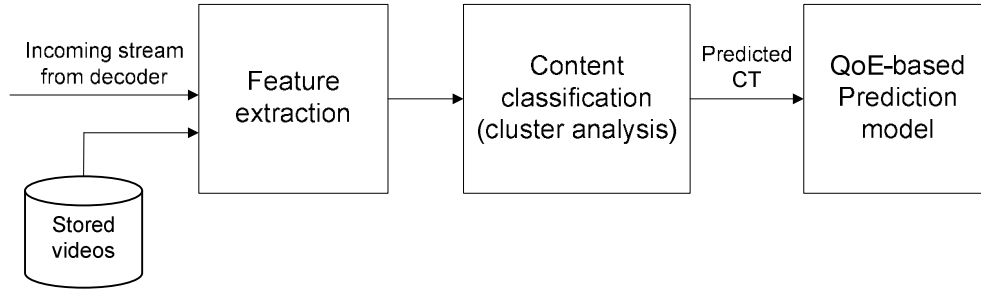 Incoming stream
from decoder
Feature
extraction
Content
classification
(cluster analysis)
Predicted
CT
QoE-based
Prediction
model
Stored
videos